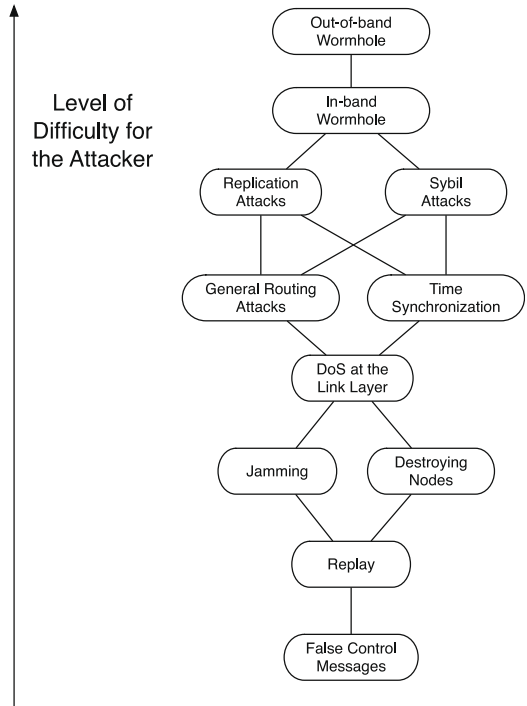 Out-of-band
Wormhole
In-band
Wormhole
Level of
Difficulty for
the Attacker
Replication
Attacks
Sybil
Attacks
General Routing
Attacks
Time
Synchronization
DoS at the
Link Layer
Jamming
Destroying
Nodes
Replay
False Control
Messages